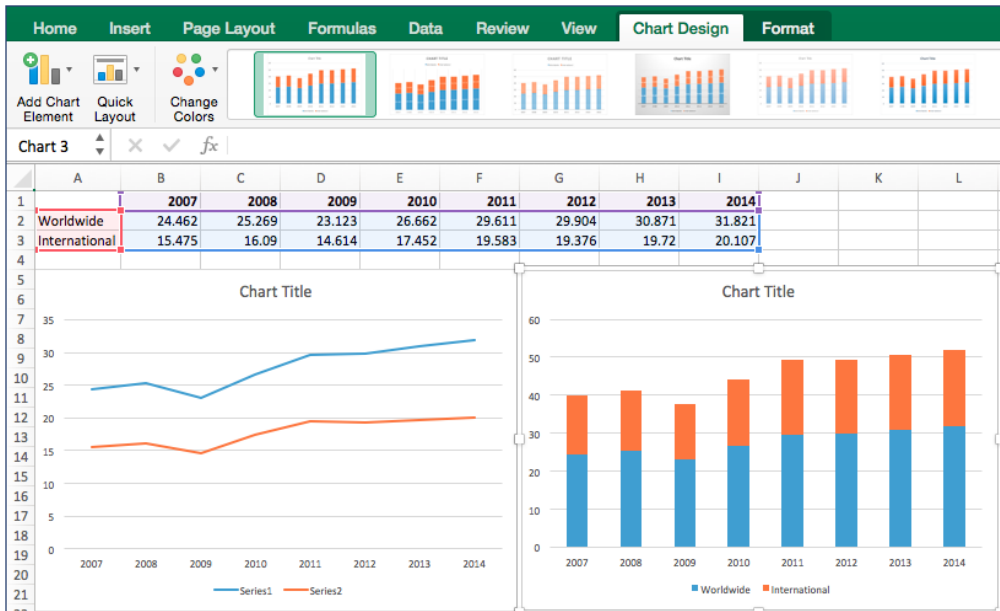 Home Insert Page Layout Formulas Data Review View Chart Design Format
Add Chart Element Quick Layout Change Colors
Chart 3 fx
A B C D E F G H I J K L
1 2007 2008 2009 2010 2011 2012 2013 2014
2 Worldwide 24.462 25.269 23.123 26.662 29.611 29.904 30.871 31.821
3 International 15.475 16.09 14.614 17.452 19.583 19.376 19.72 20.107
4
5
6
7
8
9
10
11
12
13
14
15
16
17
18
19
20
21
Chart Title
35
30
25
20
15
10
5
0
2007 2008 2009 2010 2011 2012 2013 2014
Series1 Series2
Chart Title
60
50
40
30
20
10
0
2007 2008 2009 2010 2011 2012 2013 2014
Worldwide International